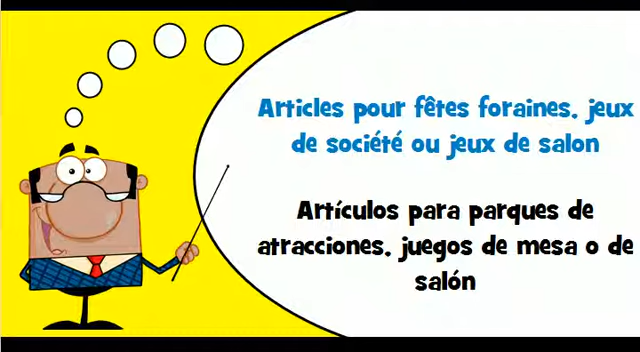 Articles pour fêtes foraines, jeux
de société ou jeux de salon
Artículos para parques de
atracciones, juegos de mesa o de
salón